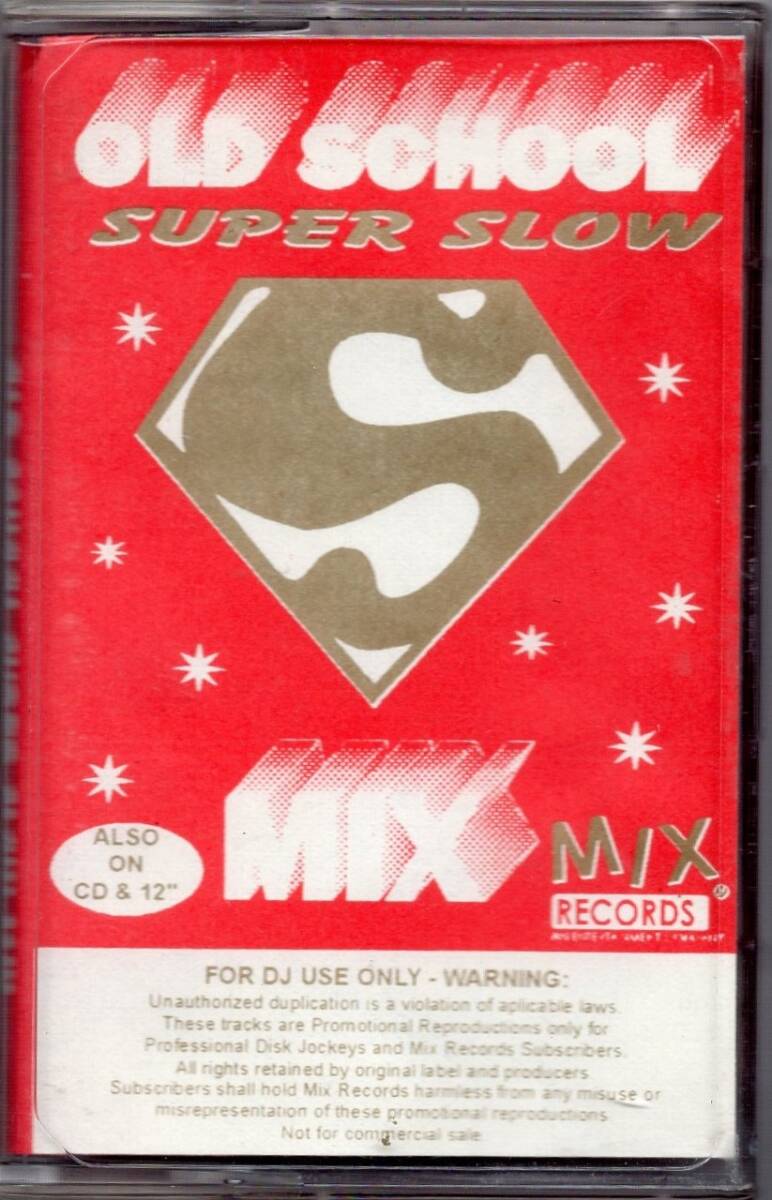 OLD SCHOOL
SUPER SLOW
S
MIX
ALSO
ON
CD & 12"
MIX
®
RECORDS
FOR DJ USE ONLY - WARNING:
Unauthorized duplication is a violation of aplicable laws.
These tracks are Promotional Reproductions only for
Professional Disk Jockeys and Mix Records Subscribers.
All rights retained by original label and producers
Subscribers shall hold Mix Records harmless from any misuse or
misrepresentation of these promotional reproductions
Not for commercial sale